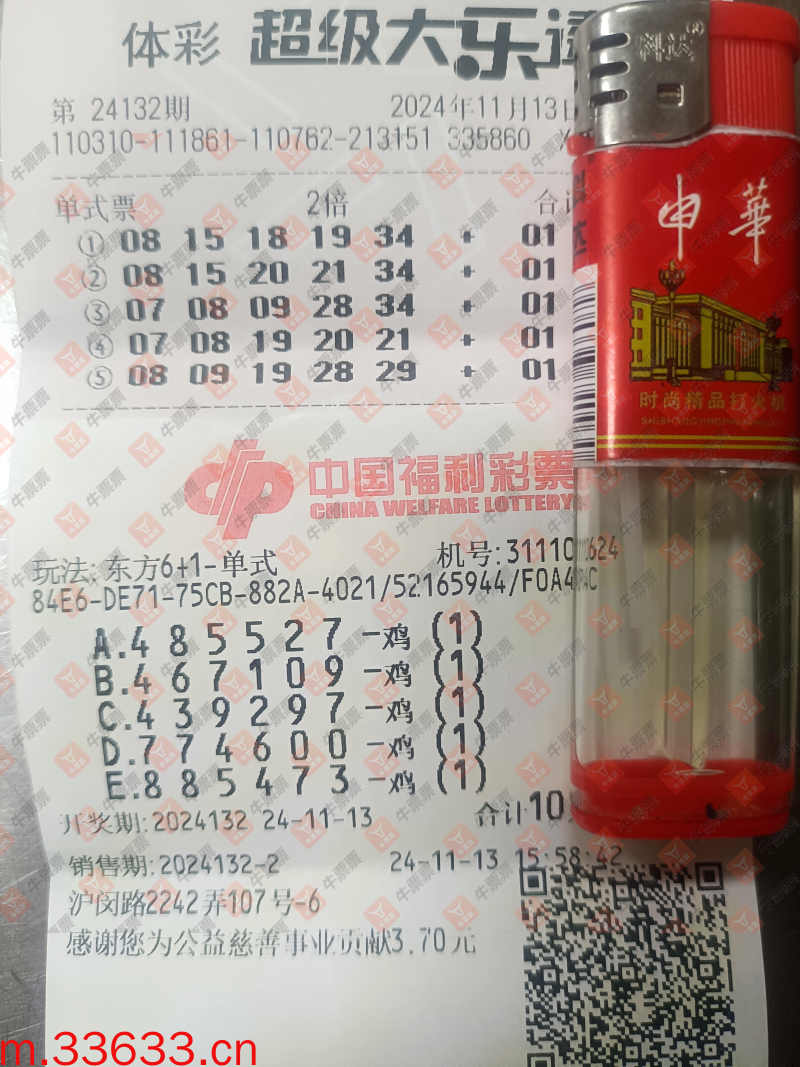 体彩 超级大乐透
第 24132期 2024年11月13日
110310-111861-110762-213151 335860
单式票 2倍 合计
① 08 15 18 19 34 + 01
② 08 15 20 21 34 + 01
③ 07 08 09 28 34 + 01
④ 07 08 19 20 21 + 01
⑤ 08 09 19 28 29 + 01
中国福利彩票
CHINA WELFARE LOTTERY
玩法:东方6+1-单式 机号:311101624
84E6-DE71-75CB-882A-4021/52165944/F0A4
A.4 8 5 5 2 7 -鸡 (1)
B.4 6 7 1 0 9 -鸡 (1)
C.4 3 9 2 9 7 -鸡 (1)
D.7 7 4 6 0 0 -鸡 (1)
E.8 8 5 4 7 3 -鸡 (1)
开奖期:2024132 24-11-13 合计10
销售期:2024132-2 24-11-13 15:58:42
沪闵路2242弄107号-6
感谢您为公益慈善事业贡献3.70元
申華
时尚精品打火机
牛票票
m.33633.cn